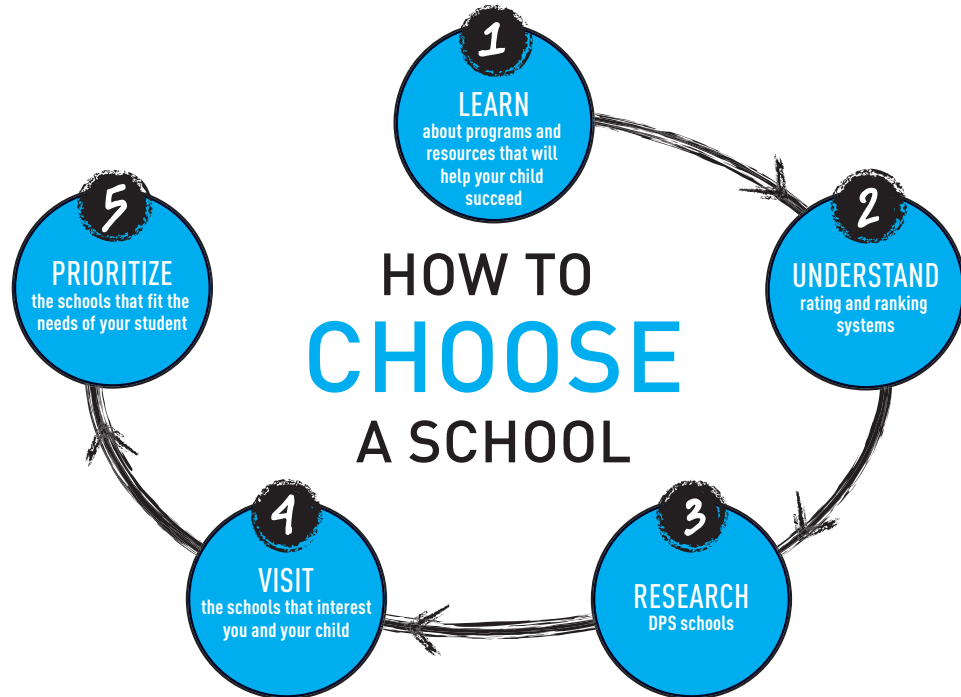 HOW TO
CHOOSE
A SCHOOL
1
LEARN
about programs and
resources that will
help your child
succeed
2
UNDERSTAND
rating and ranking
systems
3
RESEARCH
DPS schools
4
VISIT
the schools that interest
you and your child
5
PRIORITIZE
the schools that fit the
needs of your student